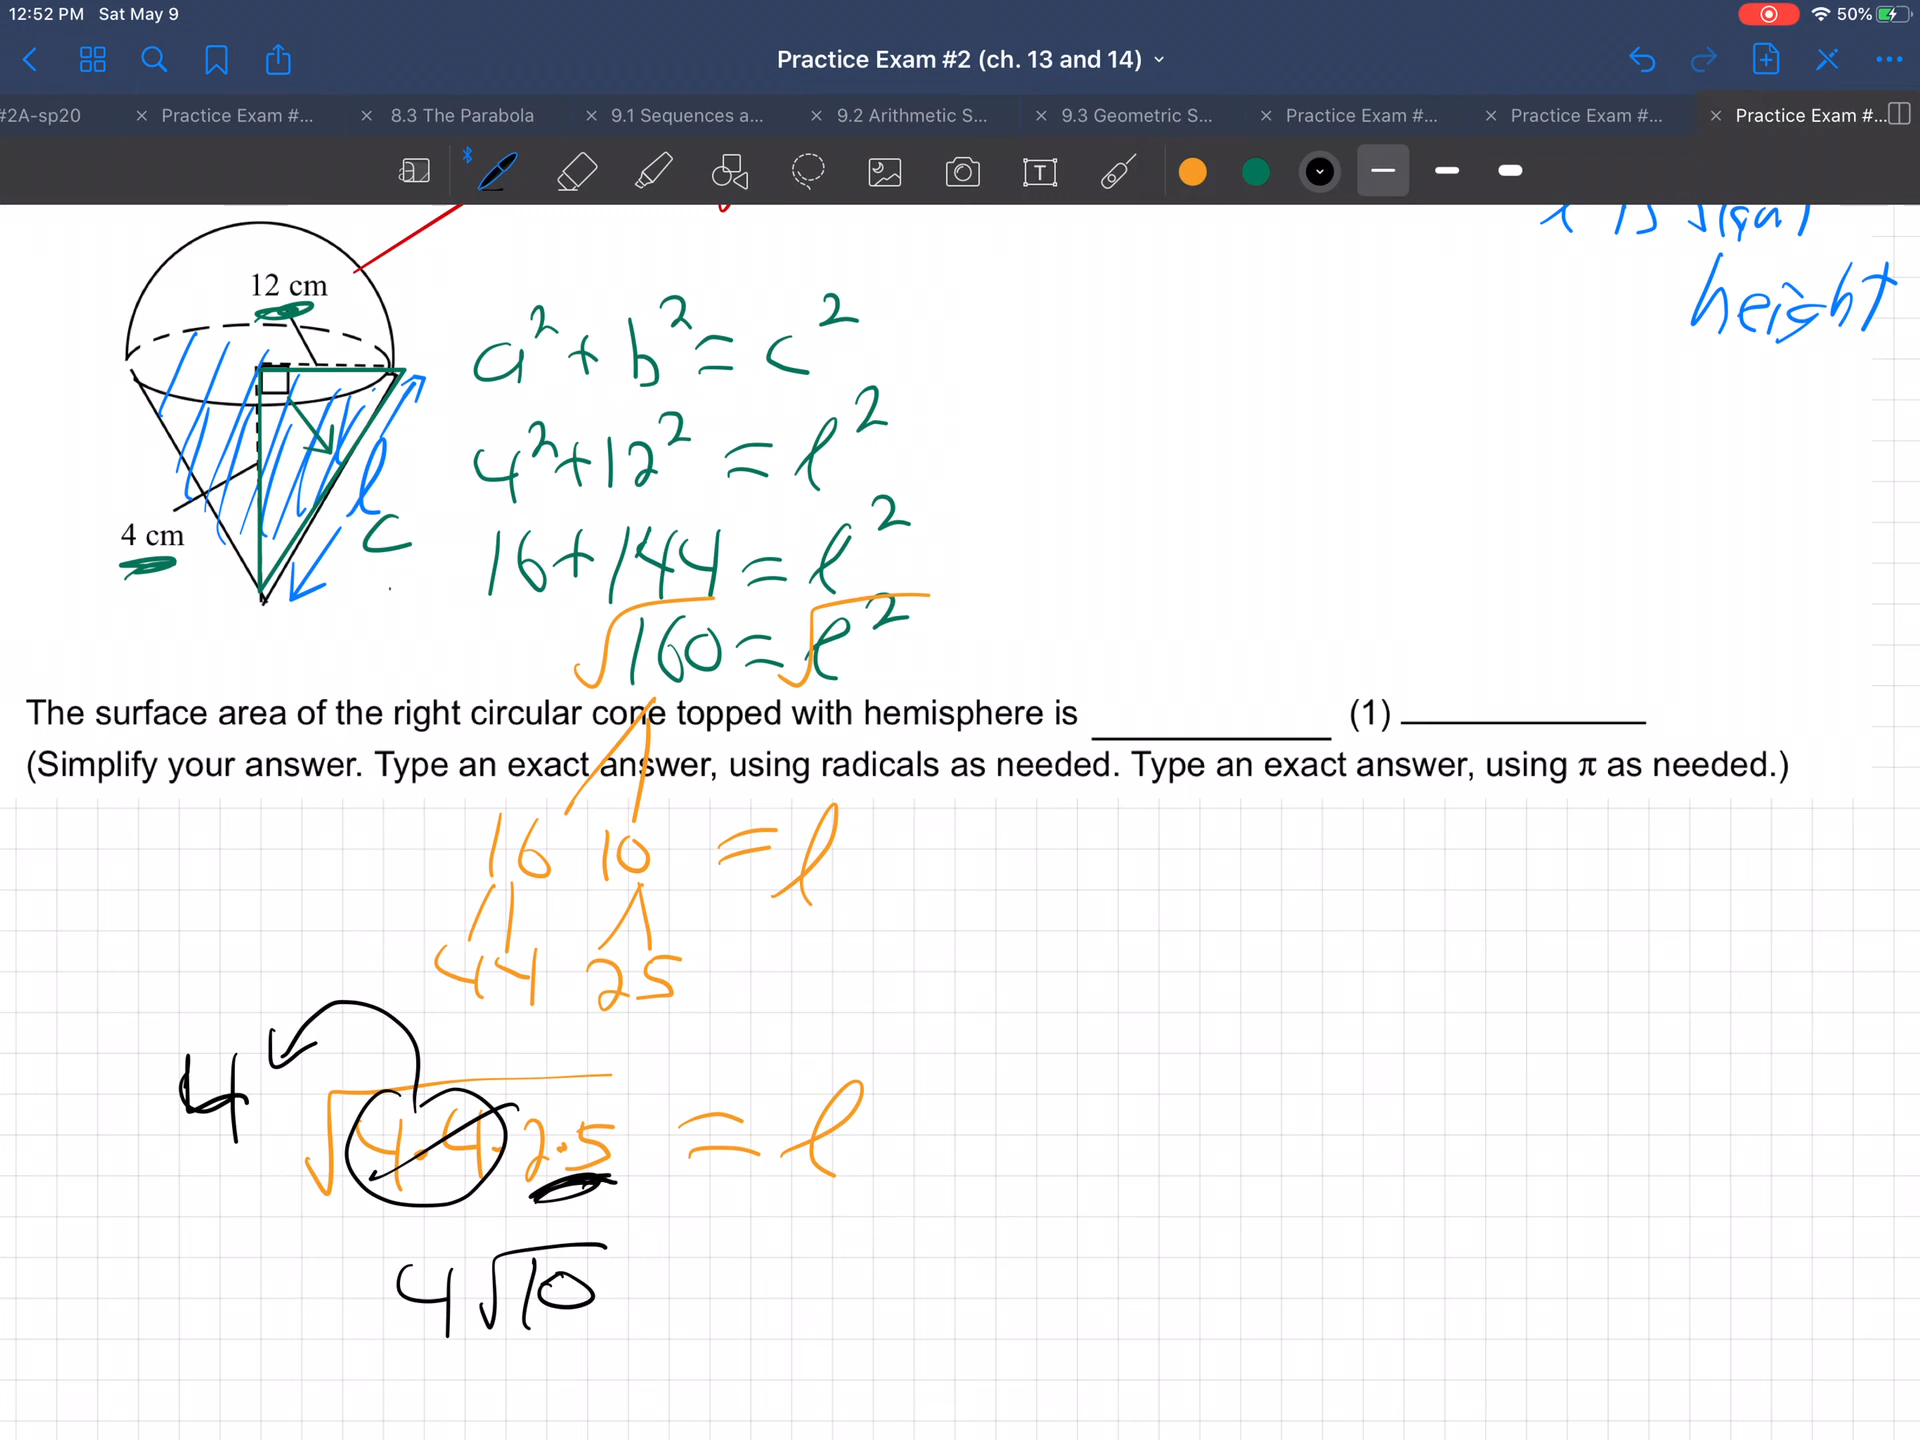 12:52 PM Sat May 9
50%
Practice Exam #2 (ch. 13 and 14)
#2A-sp20
Practice Exam #...
8.3 The Parabola
9.1 Sequences a...
9.2 Arithmetic S...
9.3 Geometric S...
Practice Exam #...
Practice Exam #...
Practice Exam #...
T
height
12 cm
4 cm
l
c
a² + b² = c²
4² + 12² = l²
16 + 144 = l²
√160 = √l²
The surface area of the right circular cone topped with hemisphere is ____ (1) ____
(Simplify your answer. Type an exact answer, using radicals as needed. Type an exact answer, using π as needed.)
16 10 = l
4 4 2 5
4
√4·4·2·5 = l
4√10